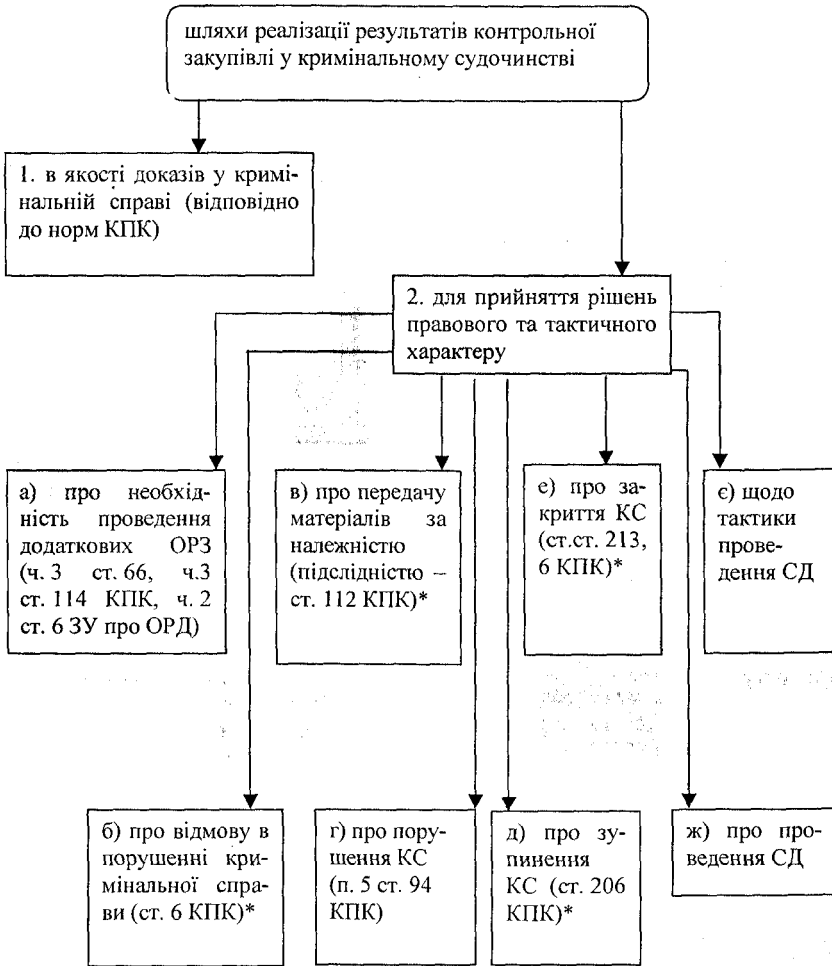 шляхи реалізації результатів контрольної
закупівлі у кримінальному судочинстві
1. в якості доказів у кримі-
нальній справі (відповідно
до норм КПК)
2. для прийняття рішень
правового та тактичного
характеру
а) про необхід-
ність проведення
додаткових ОРЗ
(ч. 3 ст. 66, ч.3
ст. 114 КПК, ч. 2
ст. 6 ЗУ про ОРД)
в) про передачу
матеріалів за
належністю
(підслідністю –
ст. 112 КПК)*
е) про за-
криття КС
(ст.ст. 213,
6 КПК)*
є) щодо
тактики
прове-
дення СД
б) про відмову в
порушенні кри-
мінальної спра-
ви (ст. 6 КПК)*
г) про пору-
шення КС
(п. 5 ст. 94
КПК)
д) про зу-
пинення
КС (ст. 206
КПК)*
ж) про про-
ведення СД